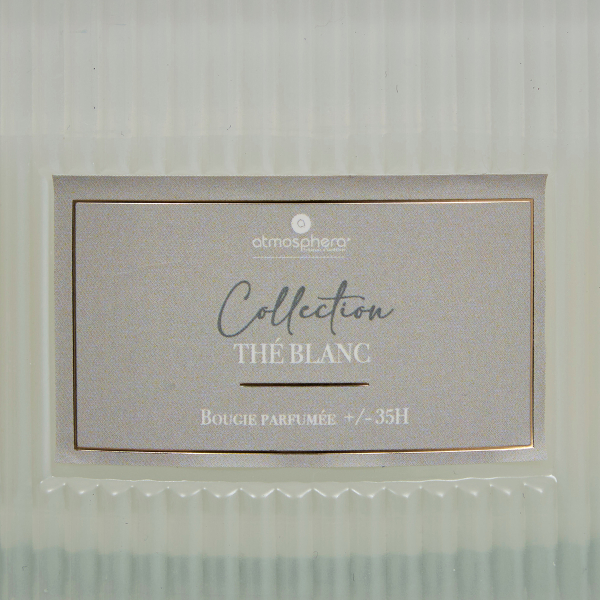 atmosphera
Collection
THÉ BLANC
BOUGIE PARFUMÉE +/- 35H